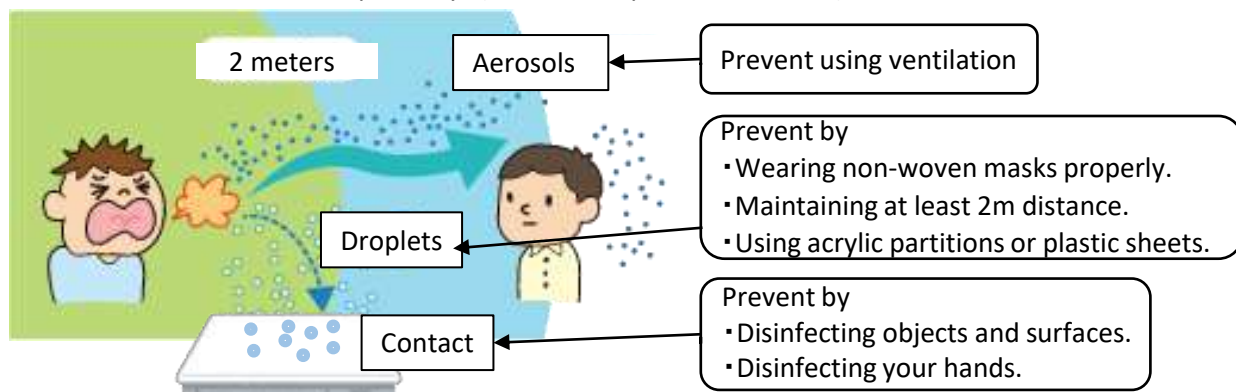 2 meters
Aerosols
Prevent using ventilation
Prevent by
・Wearing non-woven masks properly.
・Maintaining at least 2m distance.
・Using acrylic partitions or plastic sheets.
Droplets
Prevent by
・Disinfecting objects and surfaces.
・Disinfecting your hands.
Contact